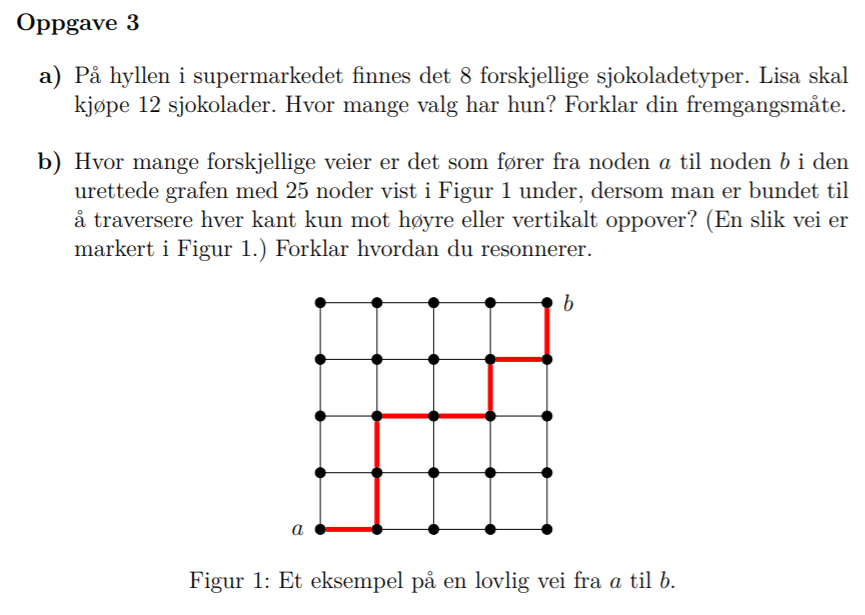 Oppgave 3
a) På hyllen i supermarkedet finnes det 8 forskjellige sjokoladetyper. Lisa skal
kjøpe 12 sjokolader. Hvor mange valg har hun? Forklar din fremgangsmåte.
b) Hvor mange forskjellige veier er det som fører fra noden a til noden b i den
urettede grafen med 25 noder vist i Figur 1 under, dersom man er bundet til
å traversere hver kant kun mot høyre eller vertikalt oppover? (En slik vei er
markert i Figur 1.) Forklar hvordan du resonnerer.
b
a
Figur 1: Et eksempel på en lovlig vei fra a til b.